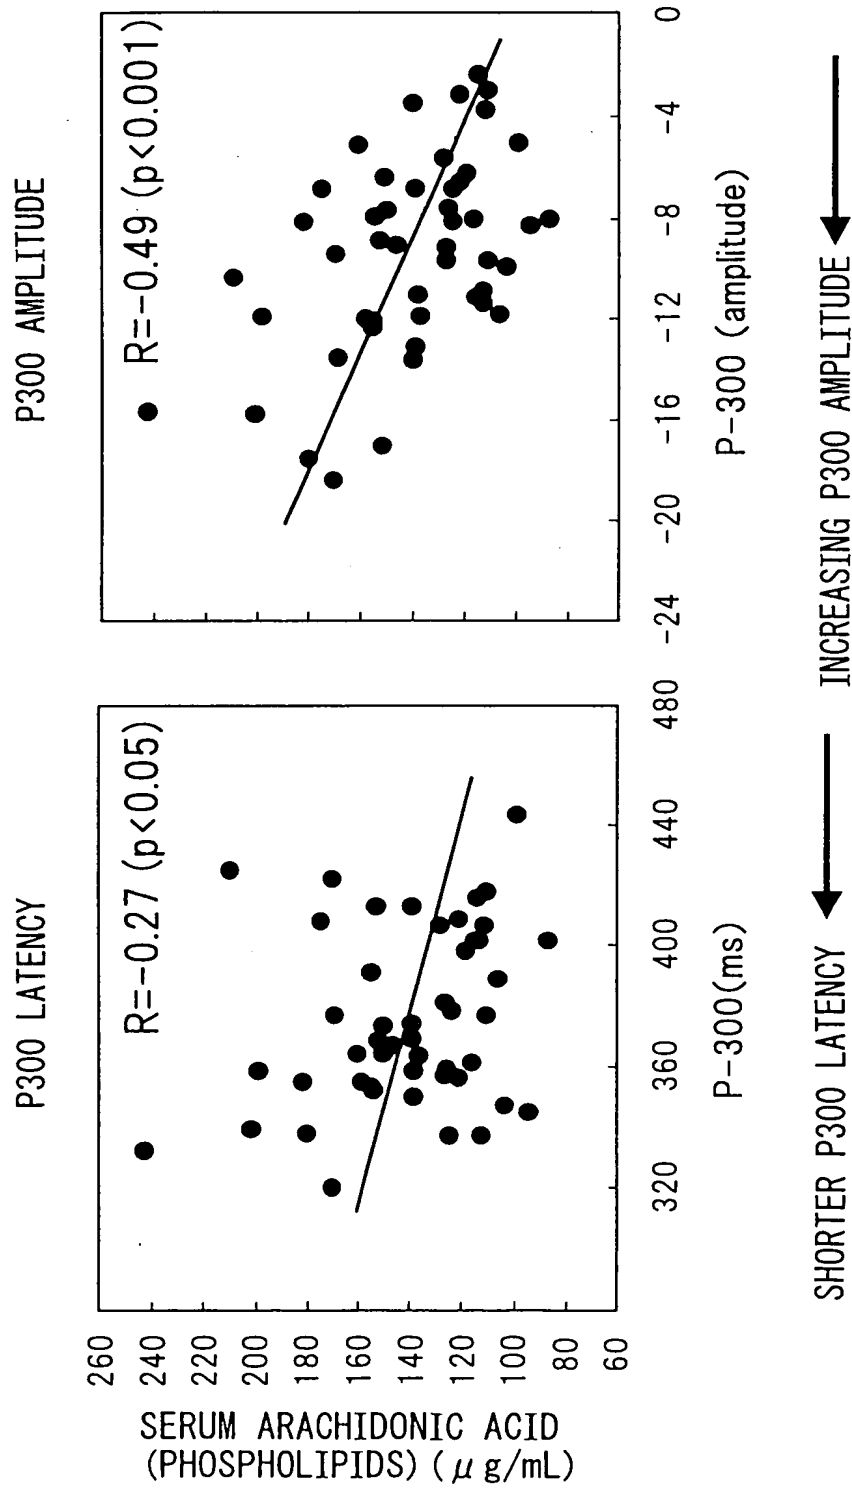 P300 LATENCY
R=-0.27 (p<0.05)
SERUM ARACHIDONIC ACID
(PHOSPHOLIPIDS) (μg/mL)
260
240
220
200
180
160
140
120
100
80
60
320
360
400
440
480
P-300(ms)
SHORTER P300 LATENCY
P300 AMPLITUDE
R=-0.49 (p<0.001)
-24
-20
-16
-12
-8
-4
0
P-300 (amplitude)
INCREASING P300 AMPLITUDE